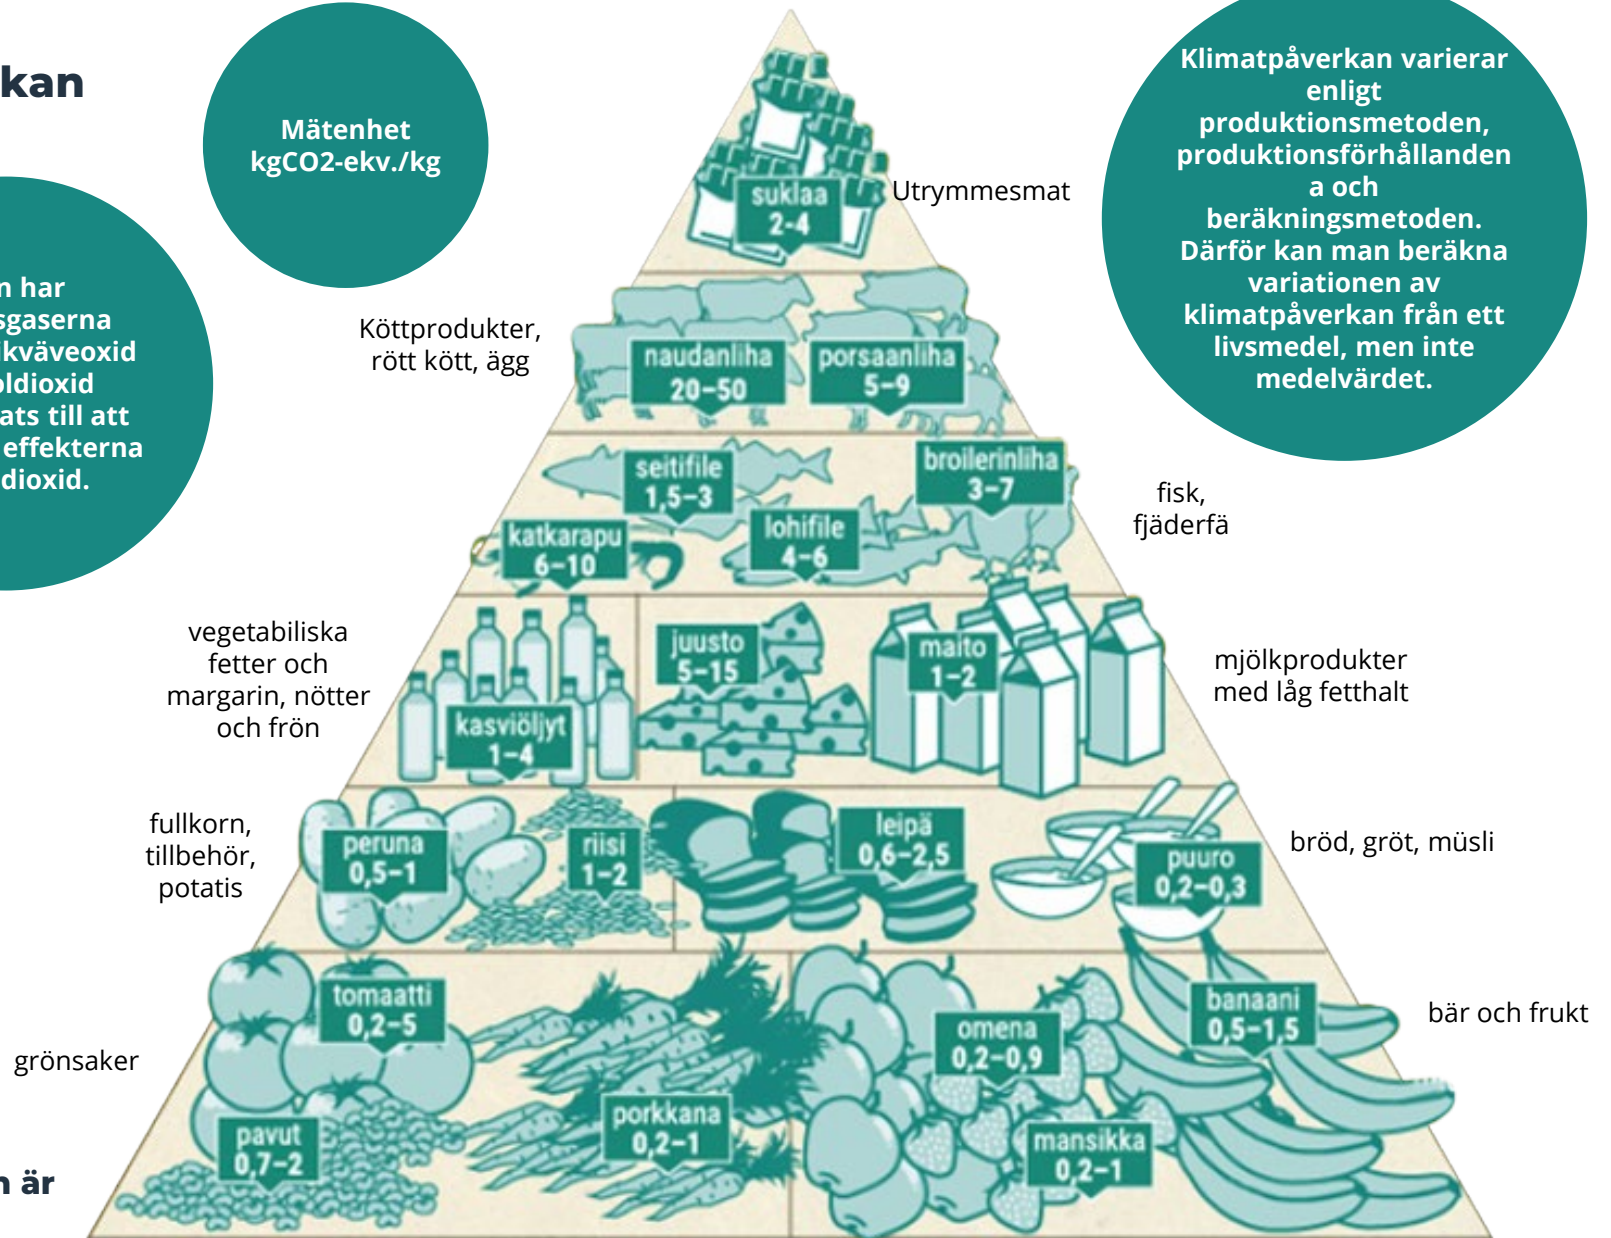 kan
Mätenhet
kgCO2-ekv./kg
Klimatpåverkan varierar
enligt
produktionsmetoden,
produktionsförhållanden
a och
beräkningsmetoden.
Därför kan man beräkna
variationen av
klimatpåverkan från ett
livsmedel, men inte
medelvärdet.
n har
sgaserna
ikväveoxid
oldioxid
ats till att
effekterna
dioxid.
suklaa
2-4
Utrymmesmat
Köttprodukter,
rött kött, ägg
naudanliha
20–50
porsaanliha
5–9
seitifile
1,5–3
broilerinliha
3–7
katkarapu
6–10
lohifile
4–6
fisk,
fjäderfä
vegetabiliska
fetter och
margarin, nötter
och frön
kasviöljyt
1–4
juusto
5–15
maito
1–2
mjölkprodukter
med låg fetthalt
fullkorn,
tillbehör,
potatis
peruna
0,5–1
riisi
1–2
leipä
0,6–2,5
puuro
0,2–0,3
bröd, gröt, müsli
grönsaker
tomaatti
0,2–5
pavut
0,7–2
porkkana
0,2–1
omena
0,2–0,9
mansikka
0,2–1
banaani
0,5–1,5
bär och frukt
n är